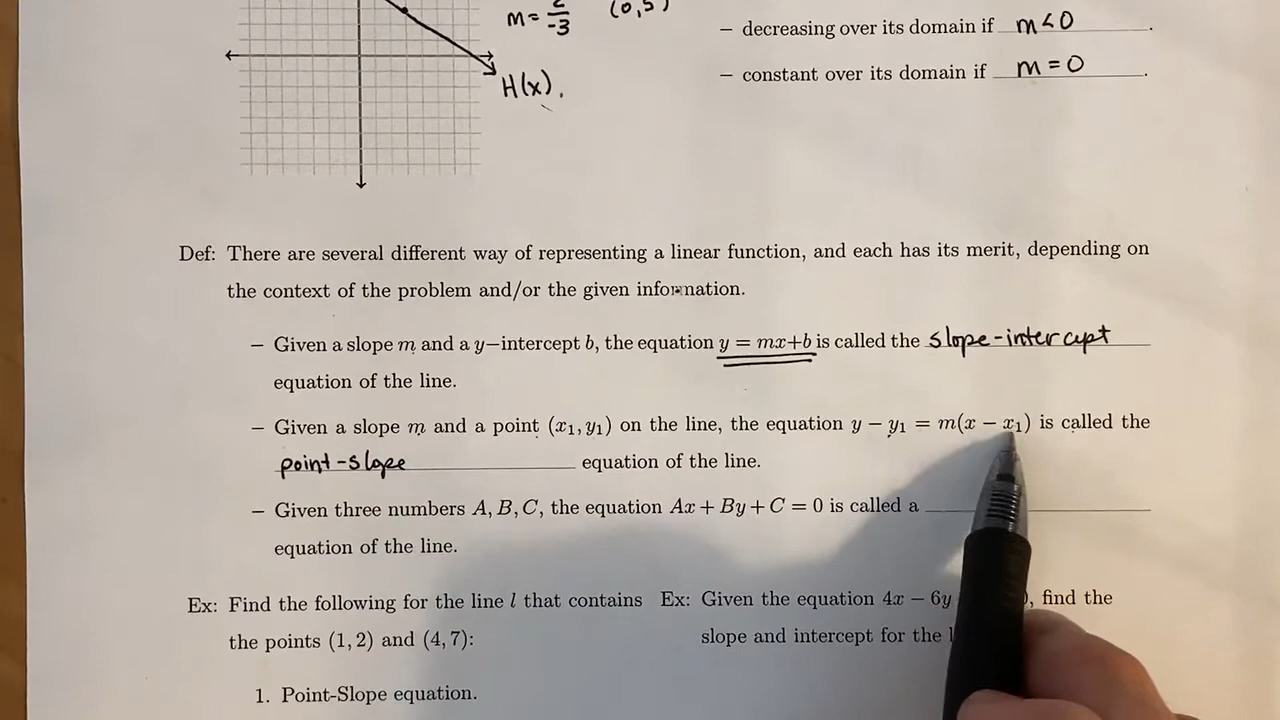 m = 2/-3 (0,5)
H(x).
– decreasing over its domain if m<0.
– constant over its domain if m=0.
Def: There are several different way of representing a linear function, and each has its merit, depending on
the context of the problem and/or the given information.
– Given a slope m and a y−intercept b, the equation y = mx+b is called the slope-intercept
equation of the line.
– Given a slope m and a point (x₁, y₁) on the line, the equation y − y₁ = m(x − x₁) is called the
point-slope equation of the line.
– Given three numbers A, B, C, the equation Ax + By + C = 0 is called a
equation of the line.
Ex: Find the following for the line l that contains
the points (1, 2) and (4, 7):
1. Point-Slope equation.
Ex: Given the equation 4x − 6y , find the
slope and intercept for the